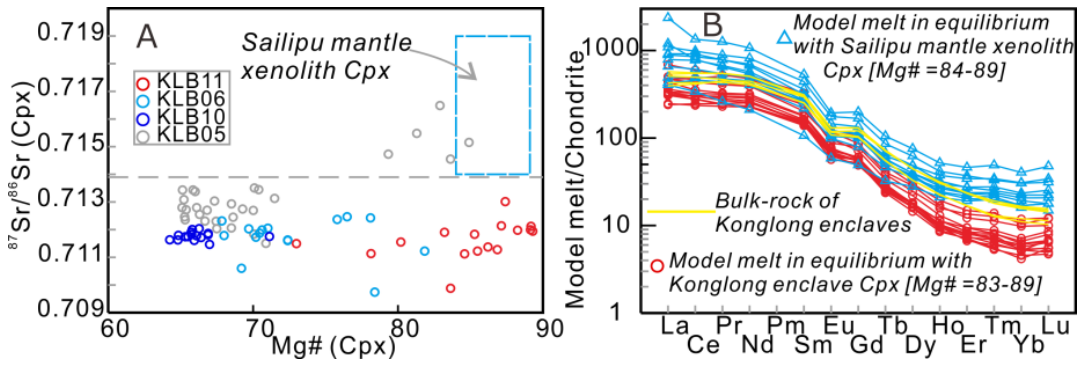 A
0.719
0.717
0.715
0.713
0.711
0.709
⁸⁷Sr/⁸⁶Sr (Cpx)
Sailipu mantle
xenolith Cpx
KLB11
KLB06
KLB10
KLB05
60
70
80
90
Mg# (Cpx)
B
1000
100
10
1
Model melt/Chondrite
Model melt in equilibrium
with Sailipu mantle xenolith
Cpx [Mg# =84-89]
Bulk-rock of
Konglong enclaves
Model melt in equilibrium with
Konglong enclave Cpx [Mg# =83-89]
La Pr Pm Eu Tb Ho Tm Lu
Ce Nd Sm Gd Dy Er Yb